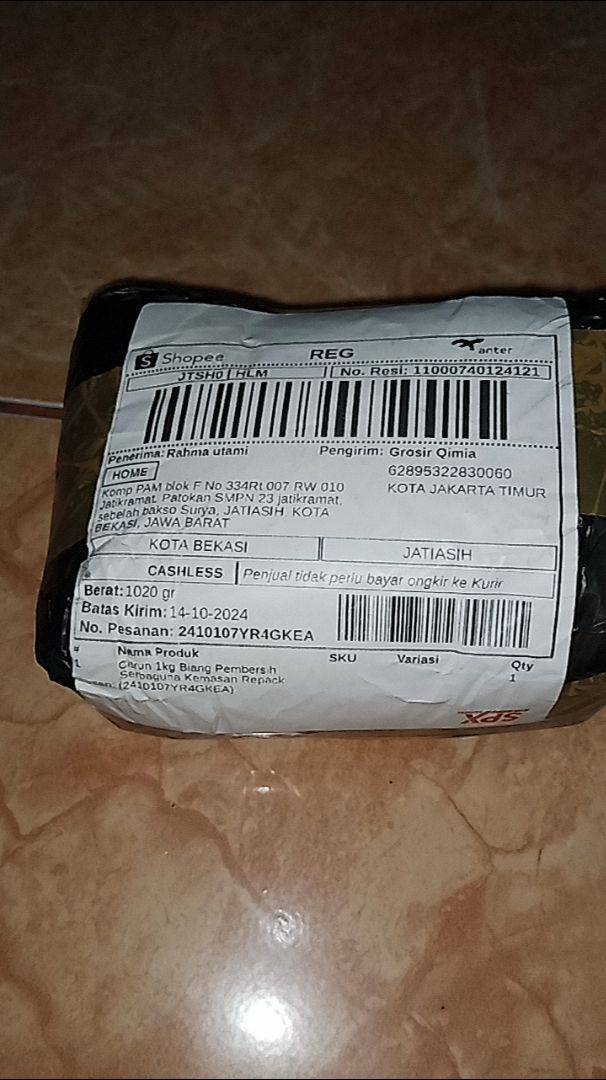 Shopee REG anter
JTSH0 HLM No. Resi: 11000740124121
Penerima: Rahma utami Pengirim: Grosir Qimia
HOME 62895322830060
Komp PAM blok F No 334Rt 007 RW 010 KOTA JAKARTA TIMUR
Jatikramat, Patokan SMPN 23 jatikramat,
sebelah bakso Surya, JATIASIH, KOTA
BEKASI, JAWA BARAT
KOTA BEKASI JATIASIH
CASHLESS Penjual tidak perlu bayar ongkir ke Kurir
Berat: 1020 gr
Batas Kirim: 14-10-2024
No. Pesanan: 2410107YR4GKEA
# Nama Produk SKU Variasi Qty
1 Citrun 1kg Biang Pembersih 1
Serbaguna Kemasan Repack
(2410107YR4GKEA)
SPX